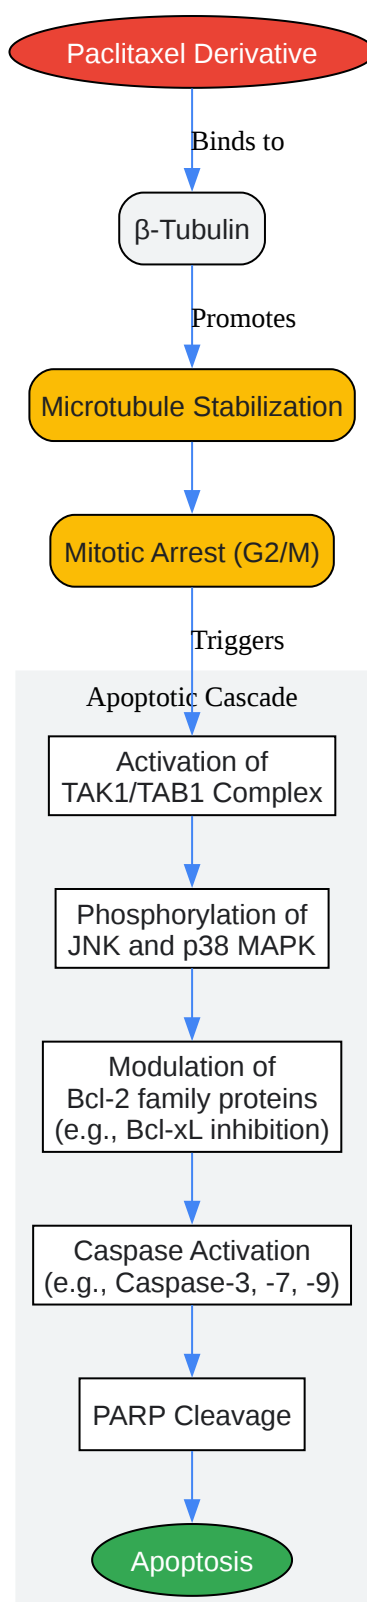 Paclitaxel Derivative
Binds to
β-Tubulin
Promotes
Microtubule Stabilization
Mitotic Arrest (G2/M)
Triggers
Apoptotic Cascade
Activation of
TAK1/TAB1 Complex
Phosphorylation of
JNK and p38 MAPK
Modulation of
Bcl-2 family proteins
(e.g., Bcl-xL inhibition)
Caspase Activation
(e.g., Caspase-3, -7, -9)
PARP Cleavage
Apoptosis